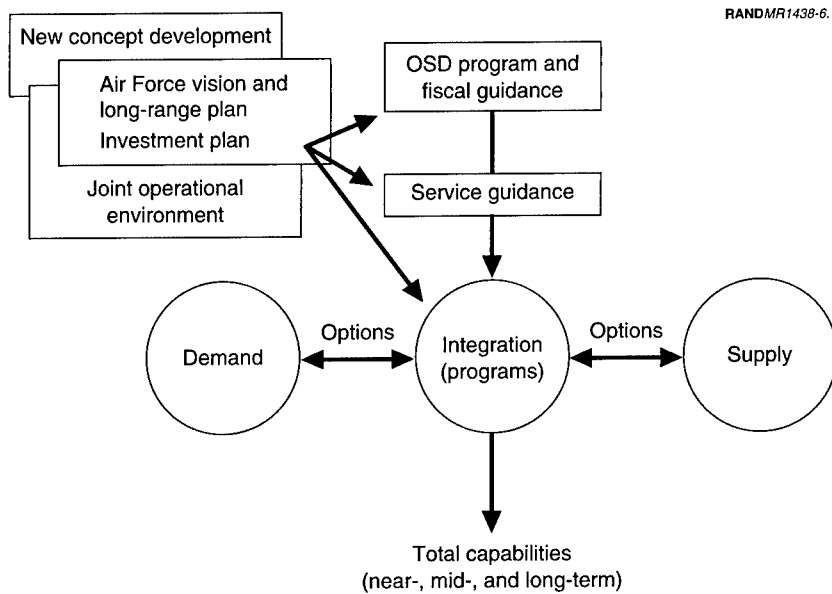 RANDMR1438-6.
New concept development
Air Force vision and
long-range plan
Investment plan
Joint operational
environment
OSD program and
fiscal guidance
Service guidance
Demand
Options
Integration
(programs)
Options
Supply
Total capabilities
(near-, mid-, and long-term)